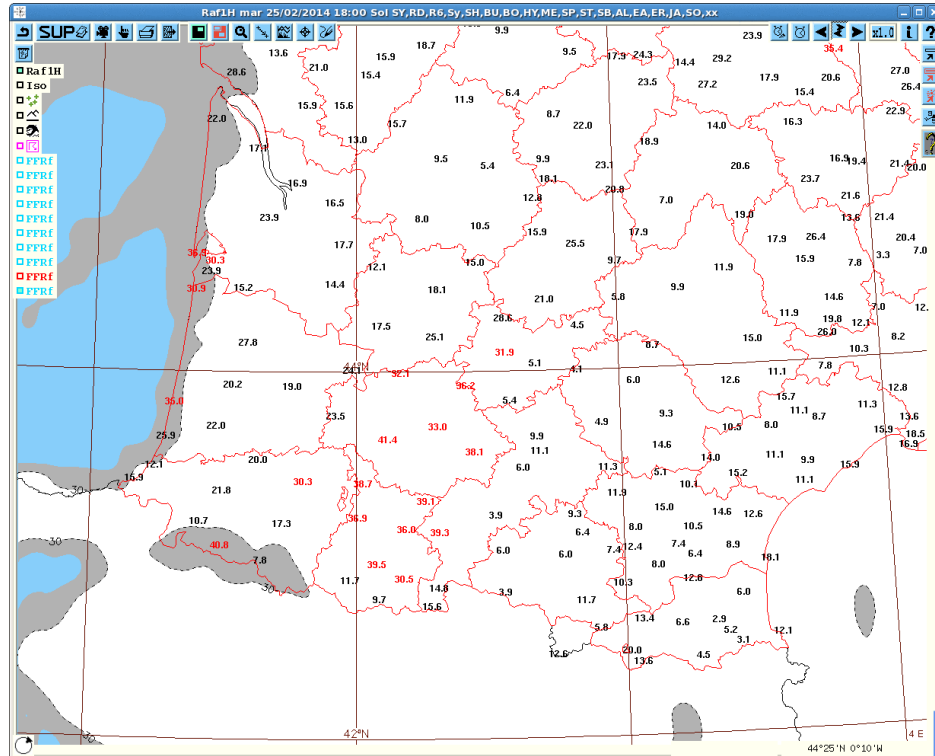 Raf1H mar 25/02/2014 18:00 Sol SY,RD,R6,Sy,SH,BU,BO,HY,ME,SP,ST,SB,AL,EA,ER,JA,SO,xx
SUP x1.0 i ?
Raf1H
Iso
FFRf
FFRf
FFRf
FFRf
FFRf
FFRf
FFRf
FFRf
FFRf
FFRf
9.9 23.9
13.6 15.9 18.7 9.5 17.9 24.3 14.4 29.2 35.4
28.6 21.0 15.4 23.5 27.2 17.9 20.6 27.0
15.9 15.6 11.9 6.4 15.4 26.4
22.0 15.7 8.7 22.0 14.0 16.3 22.9
17.1 13.0 9.5 5.4 9.9 23.1 18.9 20.6 16.9 19.4 21.4 20.0
16.9 18.1 20.8 23.7
23.9 16.5 8.0 10.5 12.8 7.0 19.0 21.6 13.6 21.4
17.7 15.9 25.5 17.9 17.9 26.4 20.4
35.9 30.3 12.1 15.0 9.7 11.9 15.9 7.8 3.3 7.0
23.9 15.2 14.4 18.1 21.0 5.8 9.9 14.6
30.9 17.5 25.1 28.6 4.5 11.9 19.8 12.1 7.0 12.
27.8 31.9 8.7 15.0 26.0 10.3 8.2
24.1 44°N 32.1 5.1 4.1 11.1 7.8
20.2 19.0 36.2 6.0 12.6 12.8
35.0 5.4 15.7 11.3
22.0 23.5 33.0 4.9 9.3 11.1 8.7 13.6
25.9 41.4 9.9 10.5 8.0 15.9 18.5
38.1 11.1 14.6 16.9
12.1 20.0 6.0 11.3 14.0 11.1 9.9 15.9
15.9 30.3 38.7 5.1 10.1 15.2 11.1
30 21.8 39.1 11.9
10.7 17.3 36.9 3.9 9.3 15.0 14.6 12.6
36.0 39.3 6.4 8.0 10.5
30 40.8 6.0 6.0 7.4 12.4 7.4 8.9
7.8 39.5 8.0 6.4 18.1
30 11.7 30.5 14.8 3.9 10.3 12.8 6.0
9.7 15.6 11.7
5.8 13.4 6.6 2.9 5.2 12.1
12.6 20.0 13.6 4.5 3.1
30 42°N 4 E
44°25'N 0°10'W